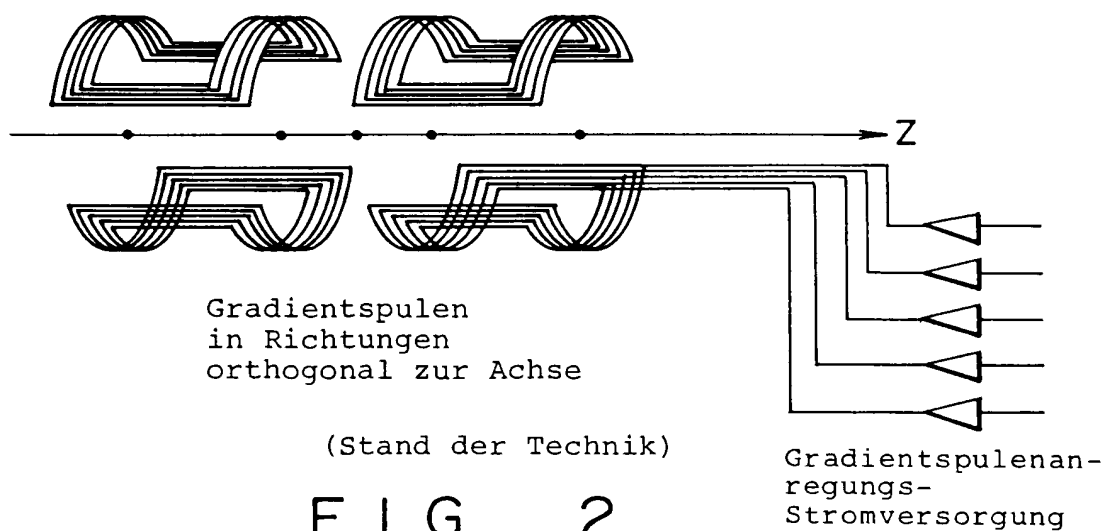 Z
Gradientspulen
in Richtungen
orthogonal zur Achse
(Stand der Technik)
Gradientspulenan-
regungs-
Stromversorgung
FIG. 2